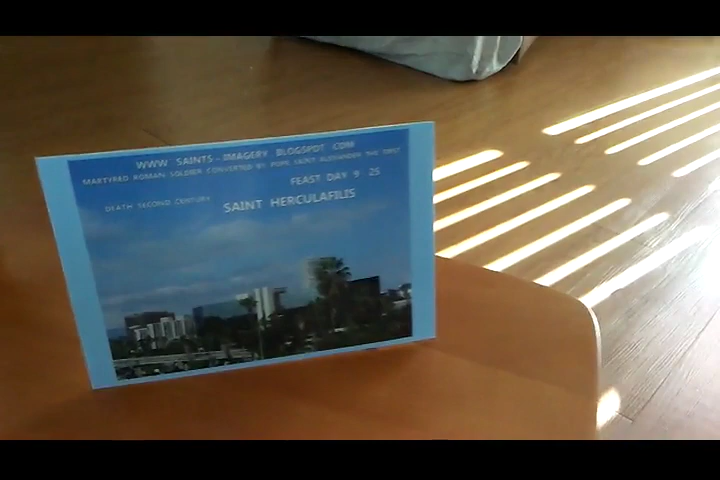 WWW SAINTS-IMAGERY BLOGSPOT COM
MARTYRED ROMAN SOLDIER CONVERTED BY POPE SAINT ALEXANDER THE FIRST
FEAST DAY 9 25
DEATH SECOND CENTURY
SAINT HERCULAFILIS